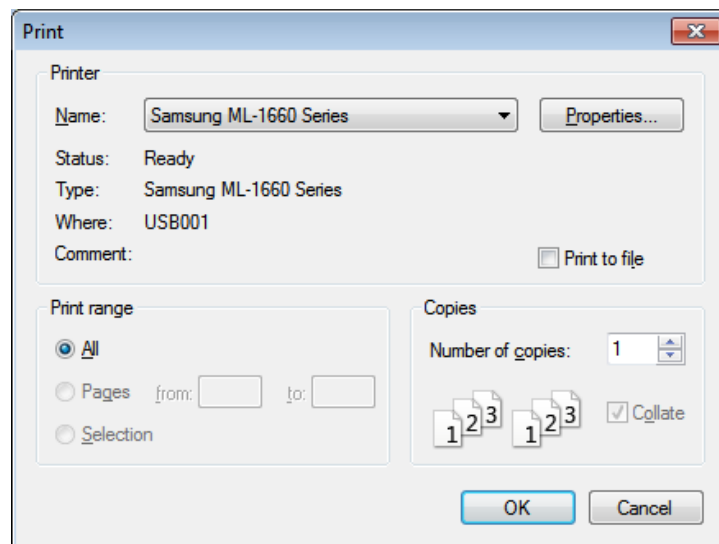 Print
Printer
Name: Samsung ML-1660 Series Properties...
Status: Ready
Type: Samsung ML-1660 Series
Where: USB001
Comment: Print to file
Print range
All
Pages from: to:
Selection
Copies
Number of copies: 1
1 2 3 1 2 3 Collate
OK Cancel